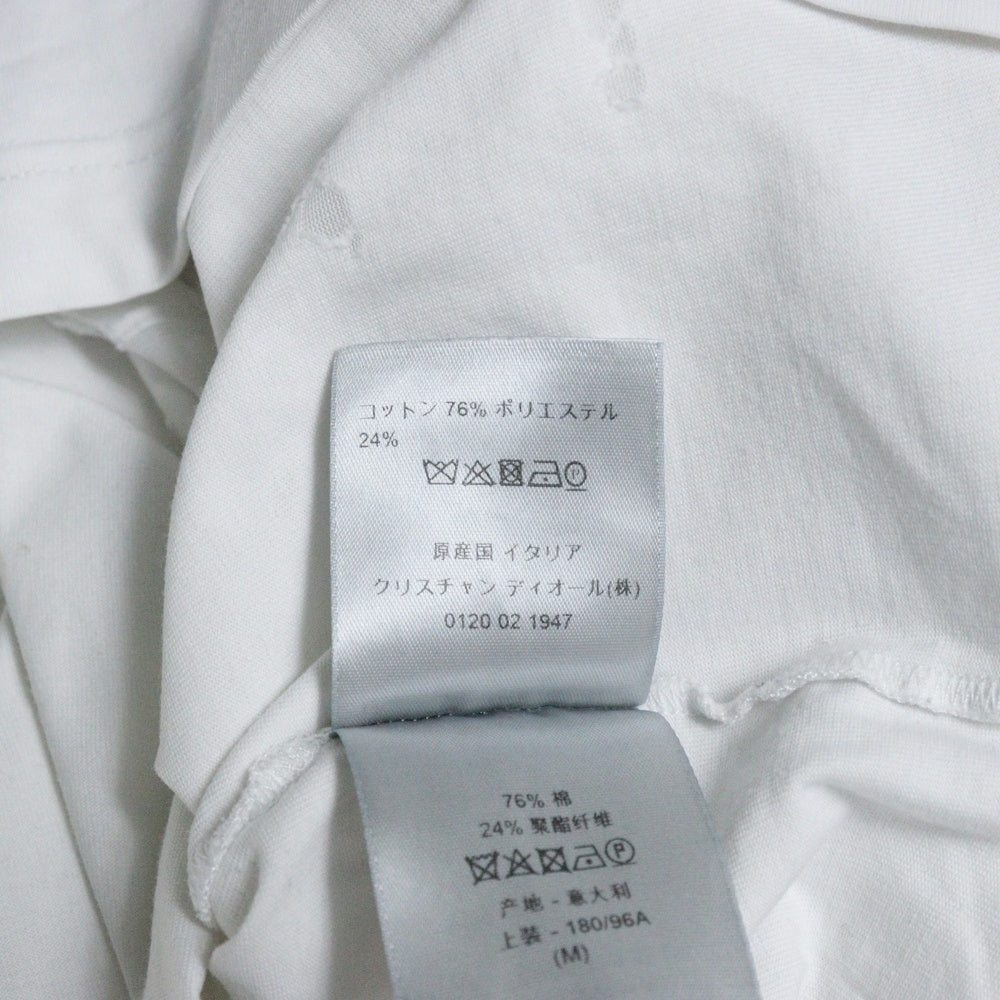 コットン 76% ポリエステル
24%
P
原産国 イタリア
クリスチャン ディオール(株)
0120 02 1947
76% 棉
24% 聚酯纤维
P
产地 - 意大利
上装 - 180/96A
(M)